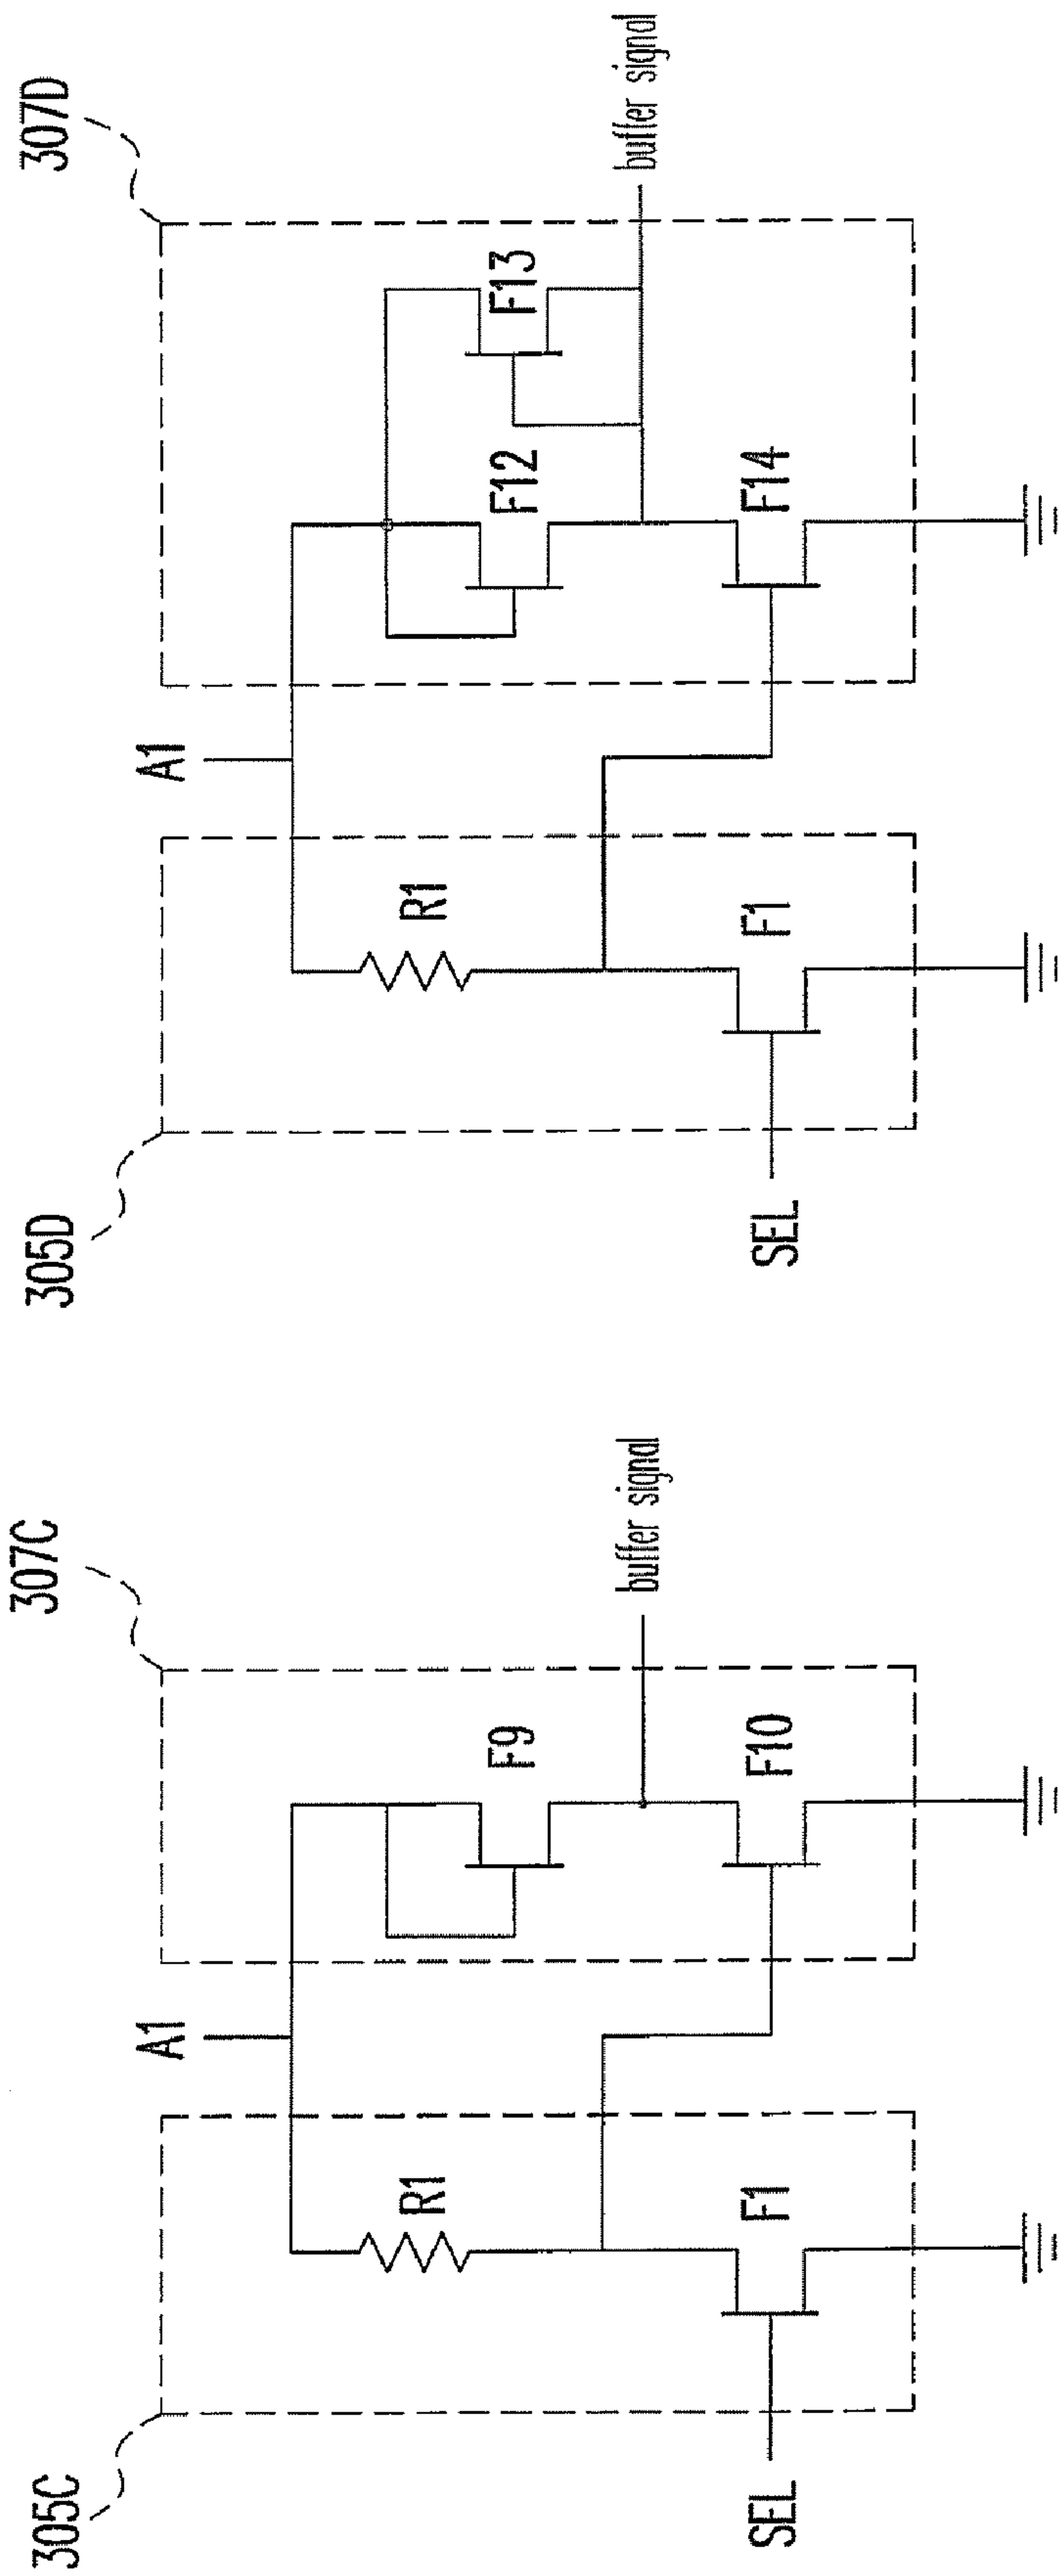 305C
307C
A1
R1
F9
buffer signal
F1
F10
SEL
305D
307D
A1
R1
F12
F13
buffer signal
F1
F14
SEL